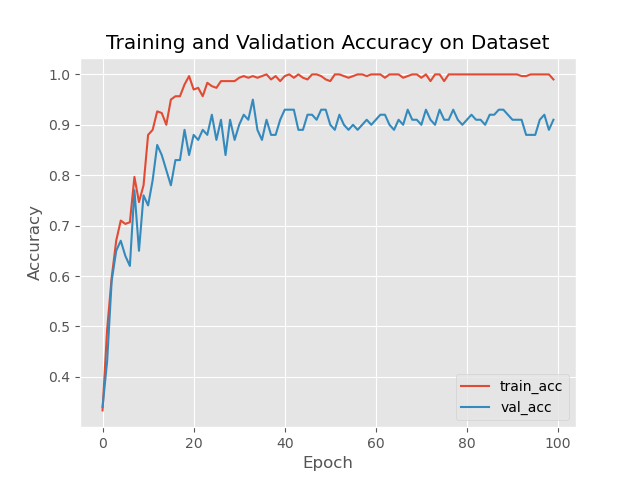 Training and Validation Accuracy on Dataset
1.0
0.9
0.8
0.7
0.6
0.5
0.4
Accuracy
train_acc
val_acc
0 20 40 60 80 100
Epoch